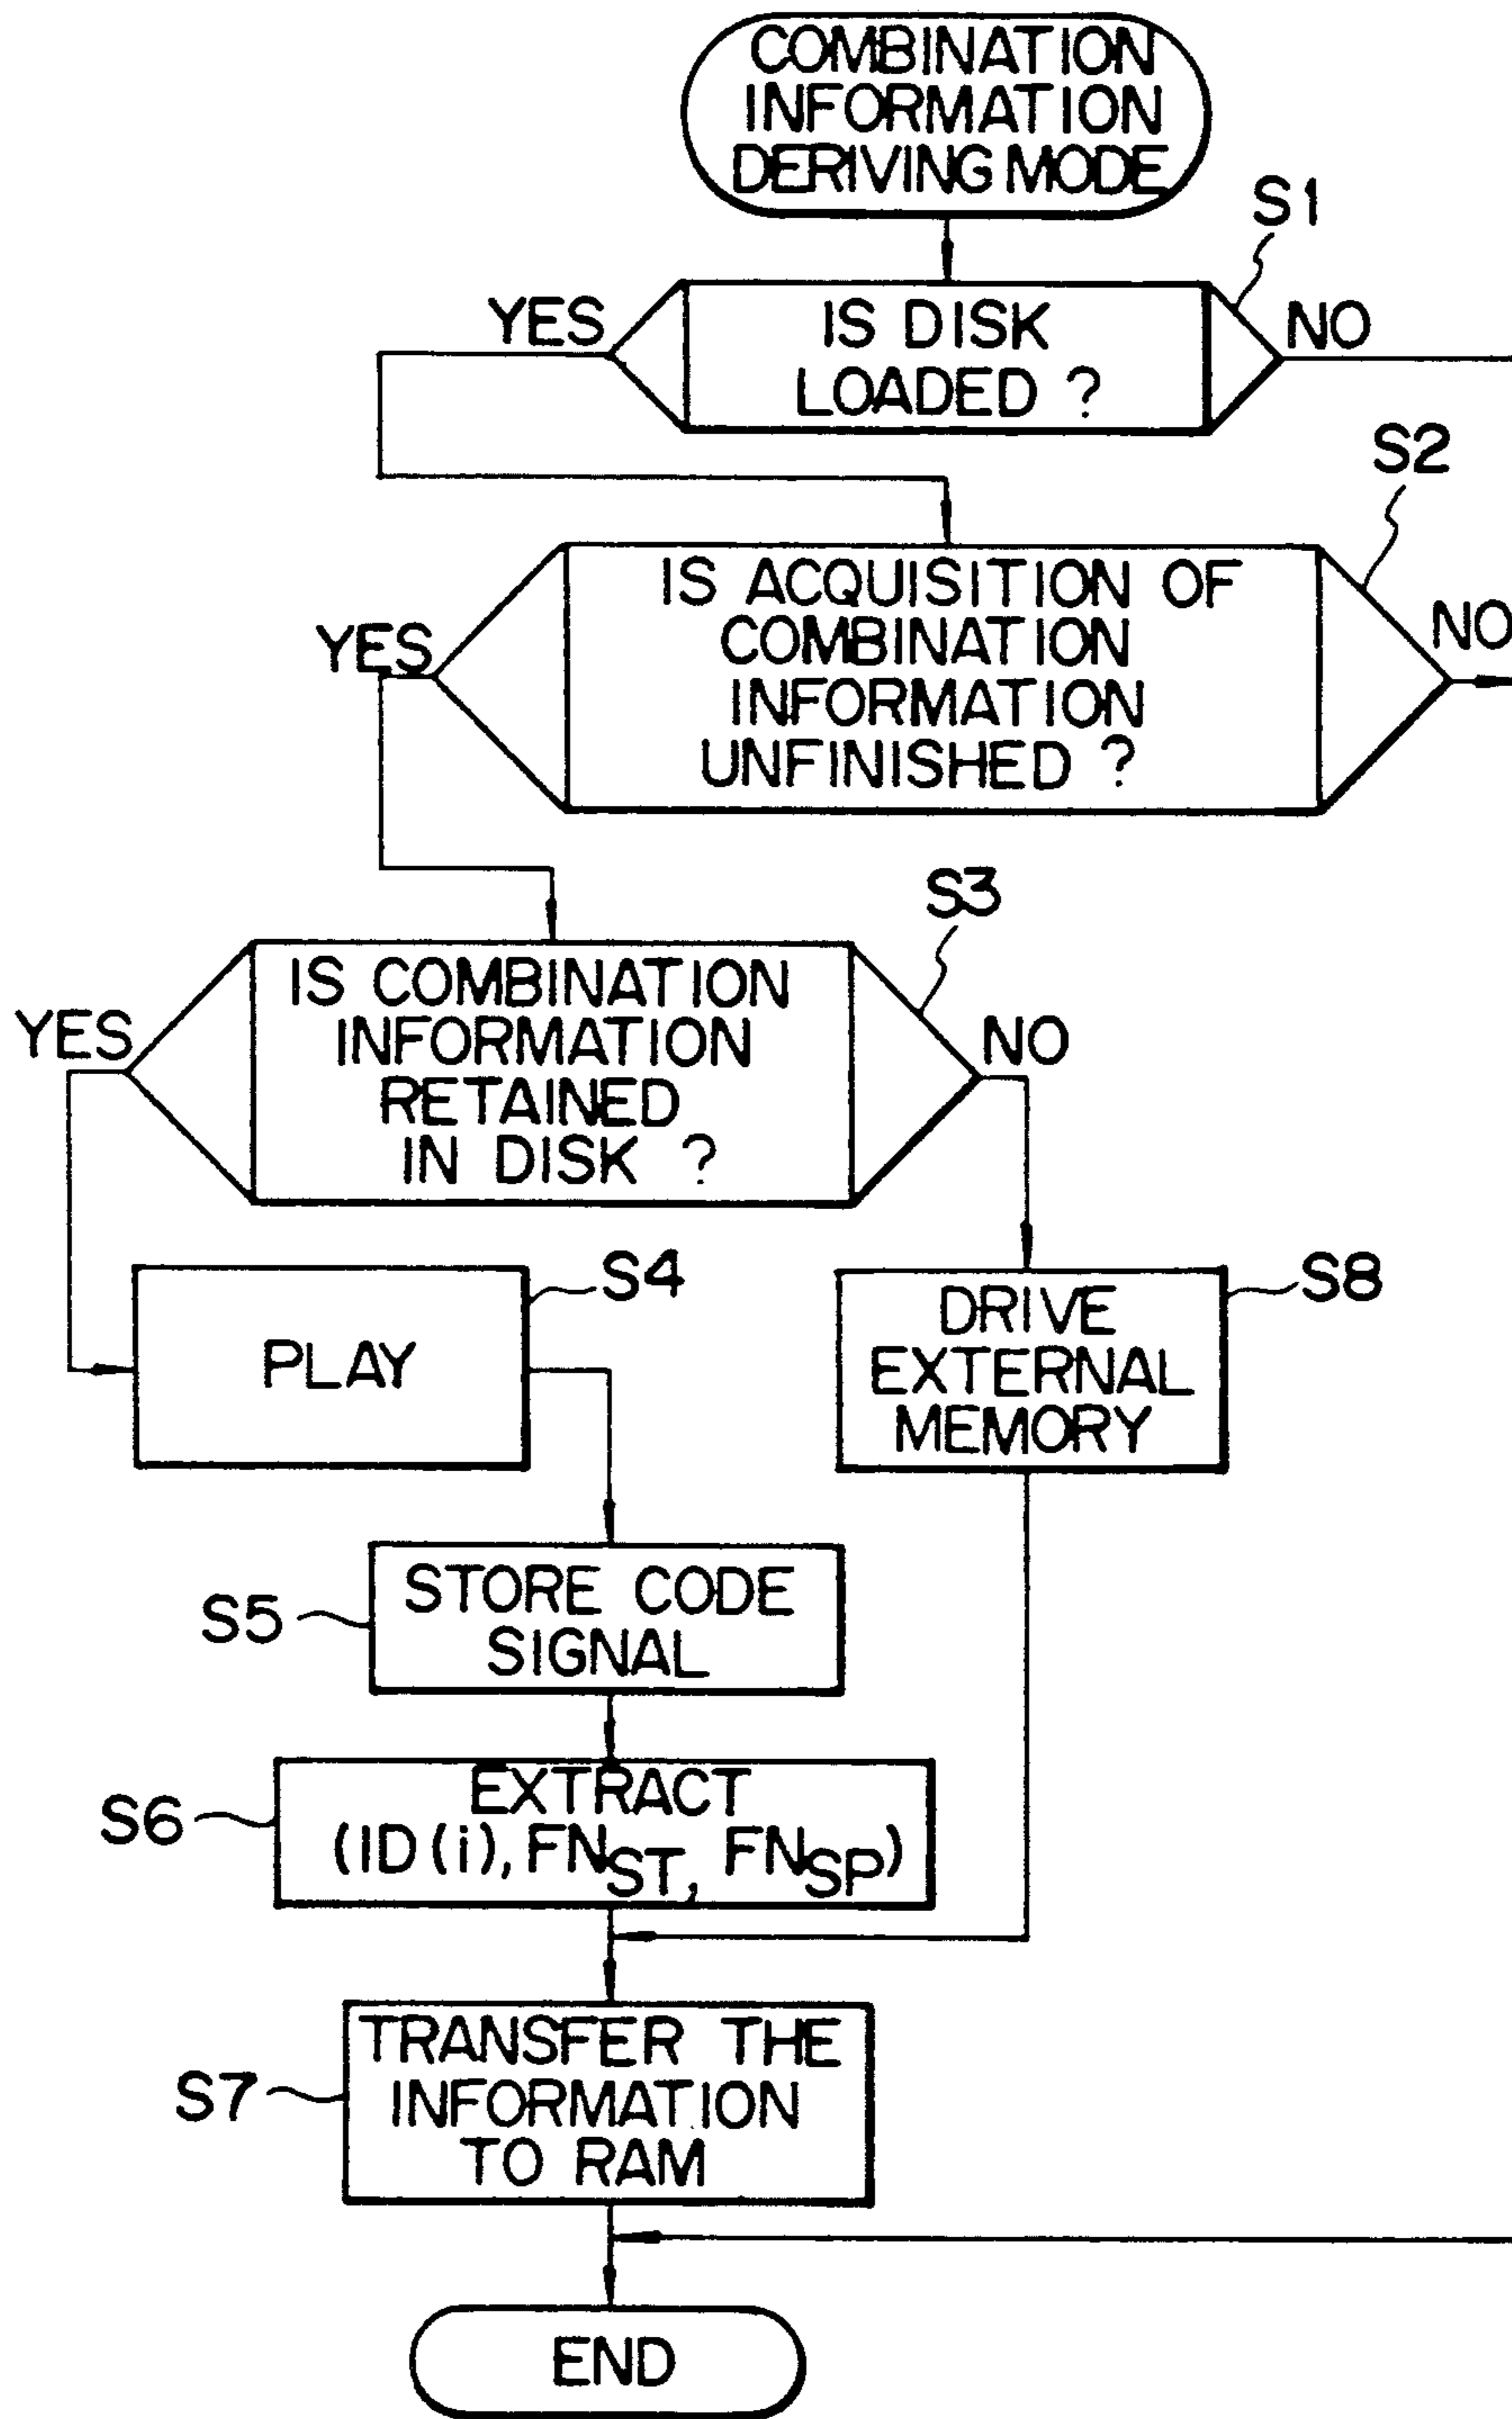 COMBINATION
INFORMATION
DERIVING MODE
S1
YES
IS DISK
LOADED ?
NO
S2
YES
IS ACQUISITION OF
COMBINATION
INFORMATION
UNFINISHED ?
NO
S3
YES
IS COMBINATION
INFORMATION
RETAINED
IN DISK ?
NO
S4
PLAY
S8
DRIVE
EXTERNAL
MEMORY
S5
STORE CODE
SIGNAL
S6
EXTRACT
(ID(i), FNST, FNSP)
S7
TRANSFER THE
INFORMATION
TO RAM
END